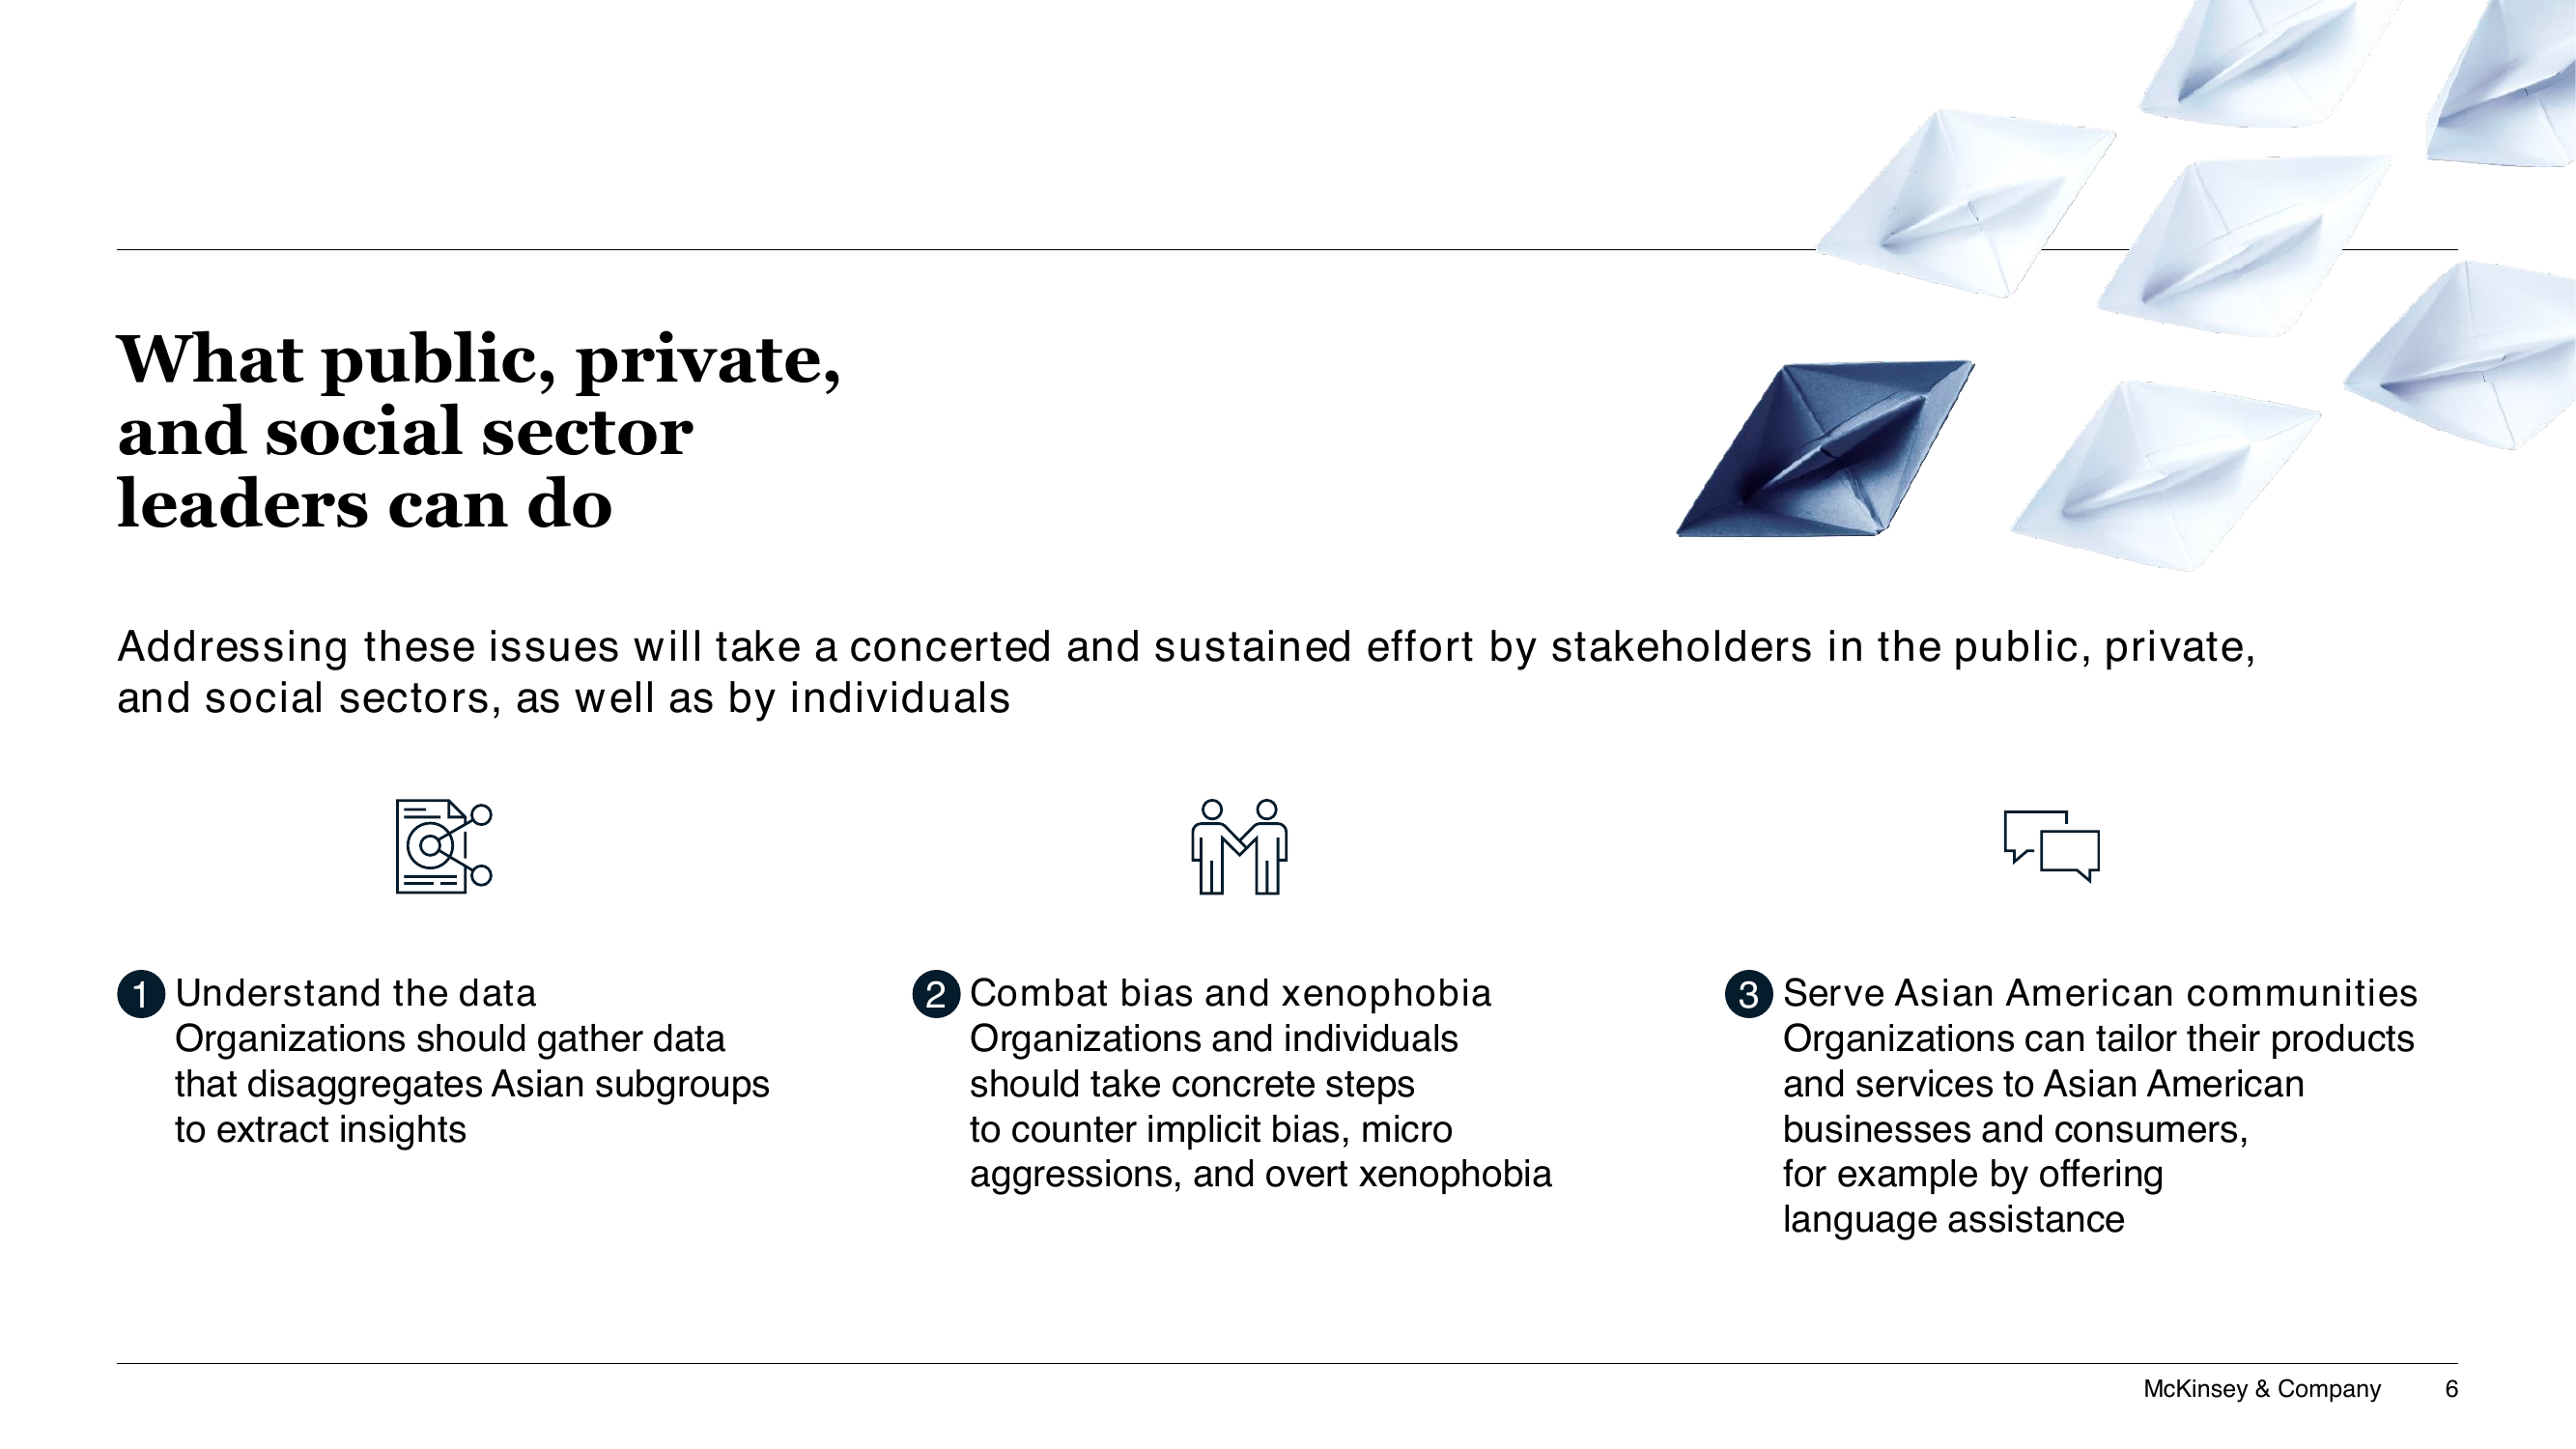 What public, private,
and social sector
leaders can do
Addressing these issues will take a concerted and sustained effort by stakeholders in the public, private,
and social sectors, as well as by individuals
1 Understand the data
Organizations should gather data
that disaggregates Asian subgroups
to extract insights
2 Combat bias and xenophobia
Organizations and individuals
should take concrete steps
to counter implicit bias, micro
aggressions, and overt xenophobia
3 Serve Asian American communities
Organizations can tailor their products
and services to Asian American
businesses and consumers,
for example by offering
language assistance
McKinsey & Company 6